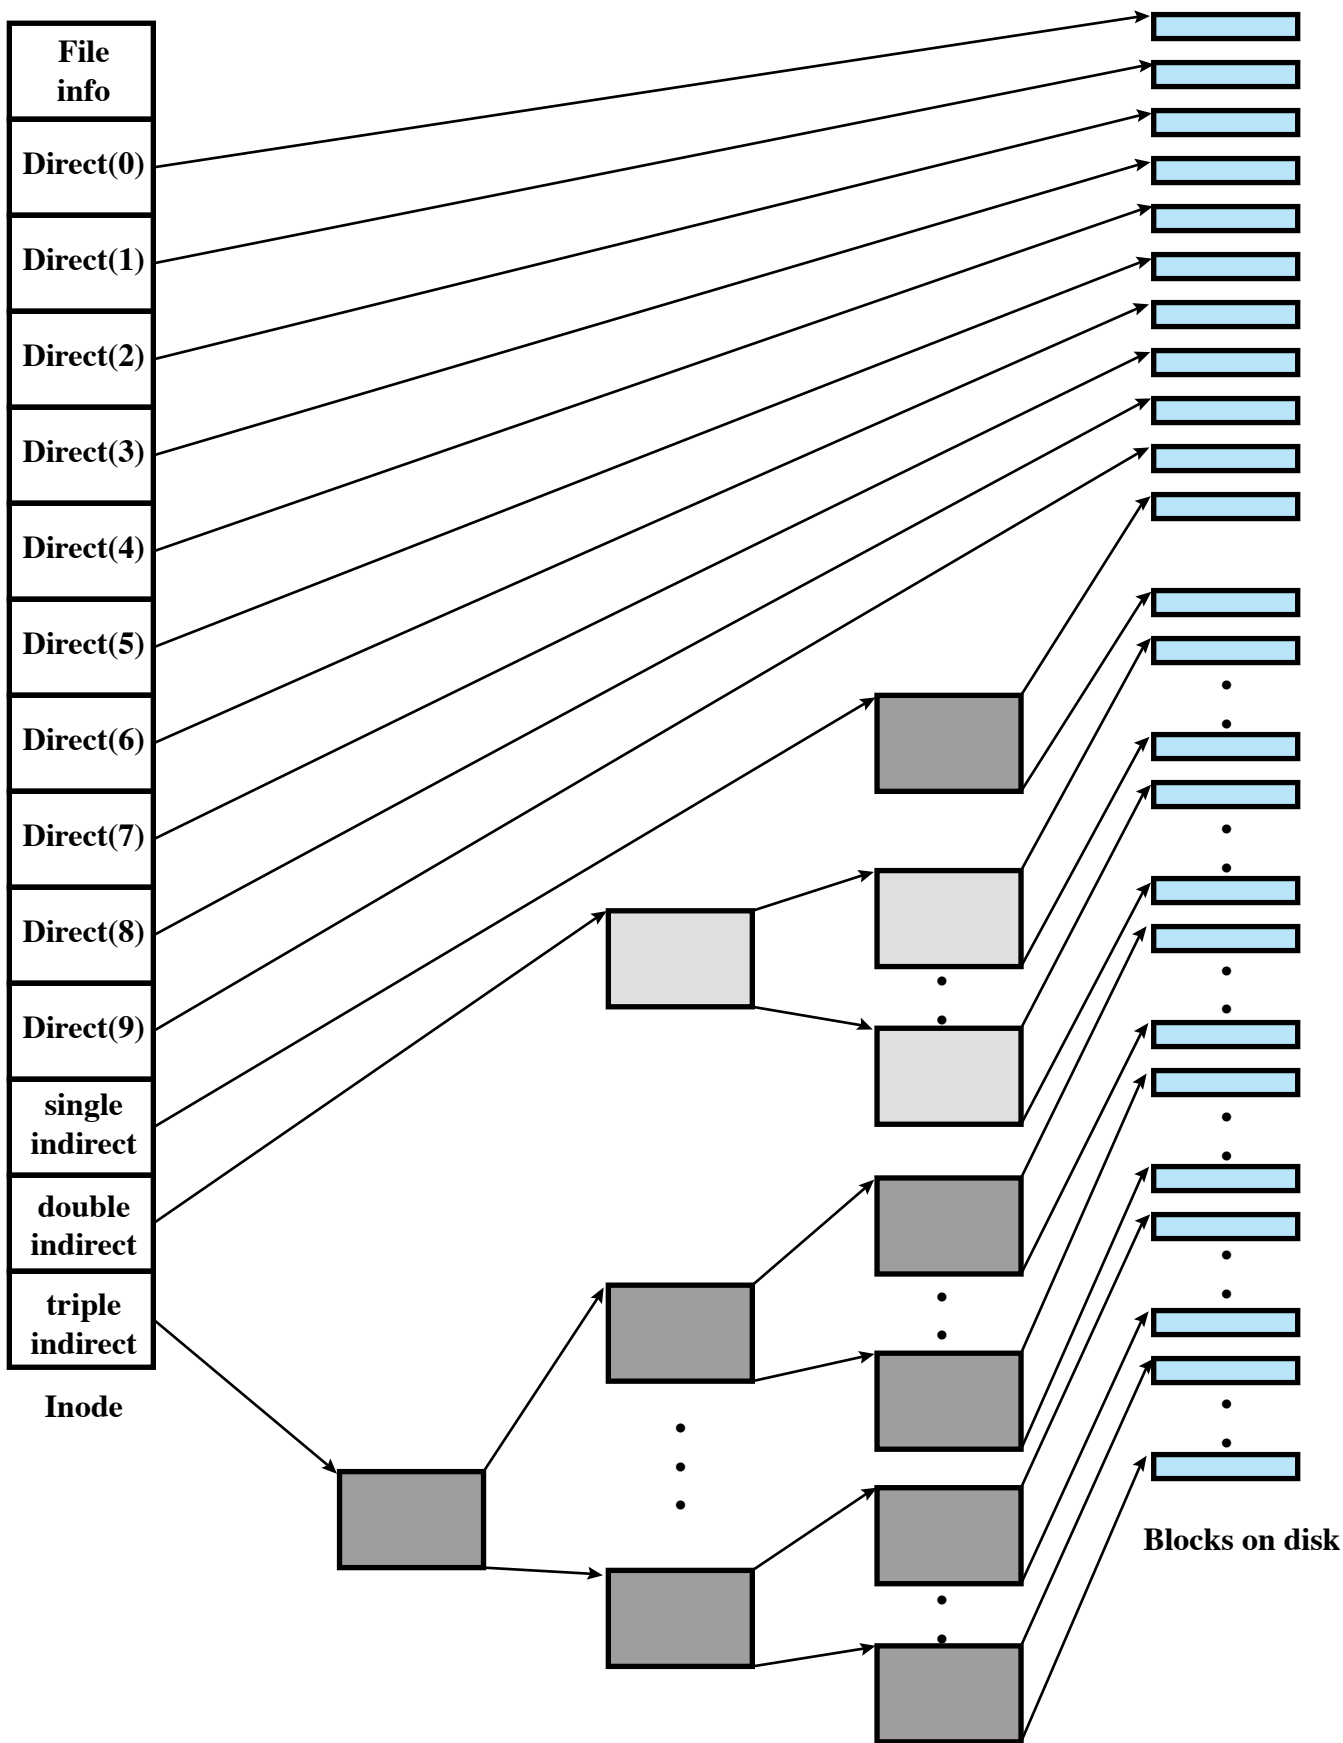 File
info
Direct(0)
Direct(1)
Direct(2)
Direct(3)
Direct(4)
Direct(5)
Direct(6)
Direct(7)
Direct(8)
Direct(9)
single
indirect
double
indirect
triple
indirect
Inode
Blocks on disk